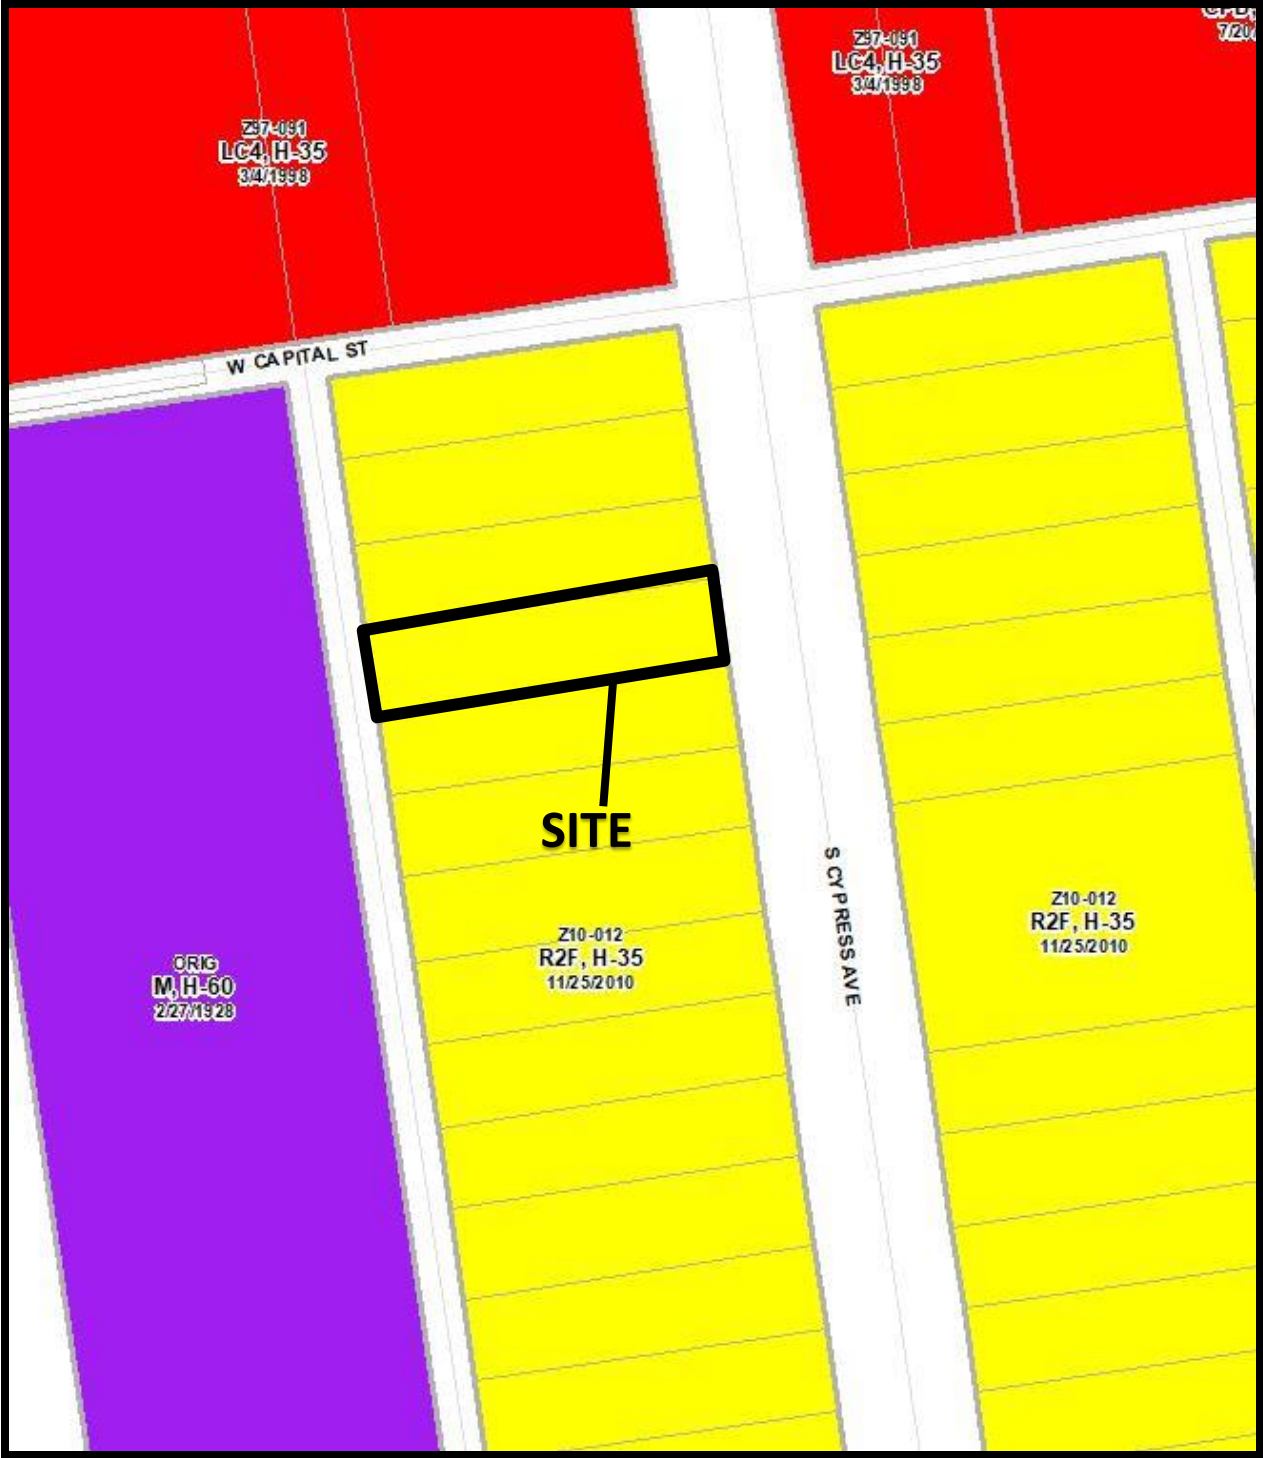 7/20/
Z97-091
LC4, H-35
3/4/1998
Z97-091
LC4, H-35
3/4/1998
W CAPITAL ST
SITE
S CYPRESS AVE
Z10-012
R2F, H-35
11/25/2010
Z10-012
R2F, H-35
11/25/2010
ORIG
M, H-60
2/27/1928